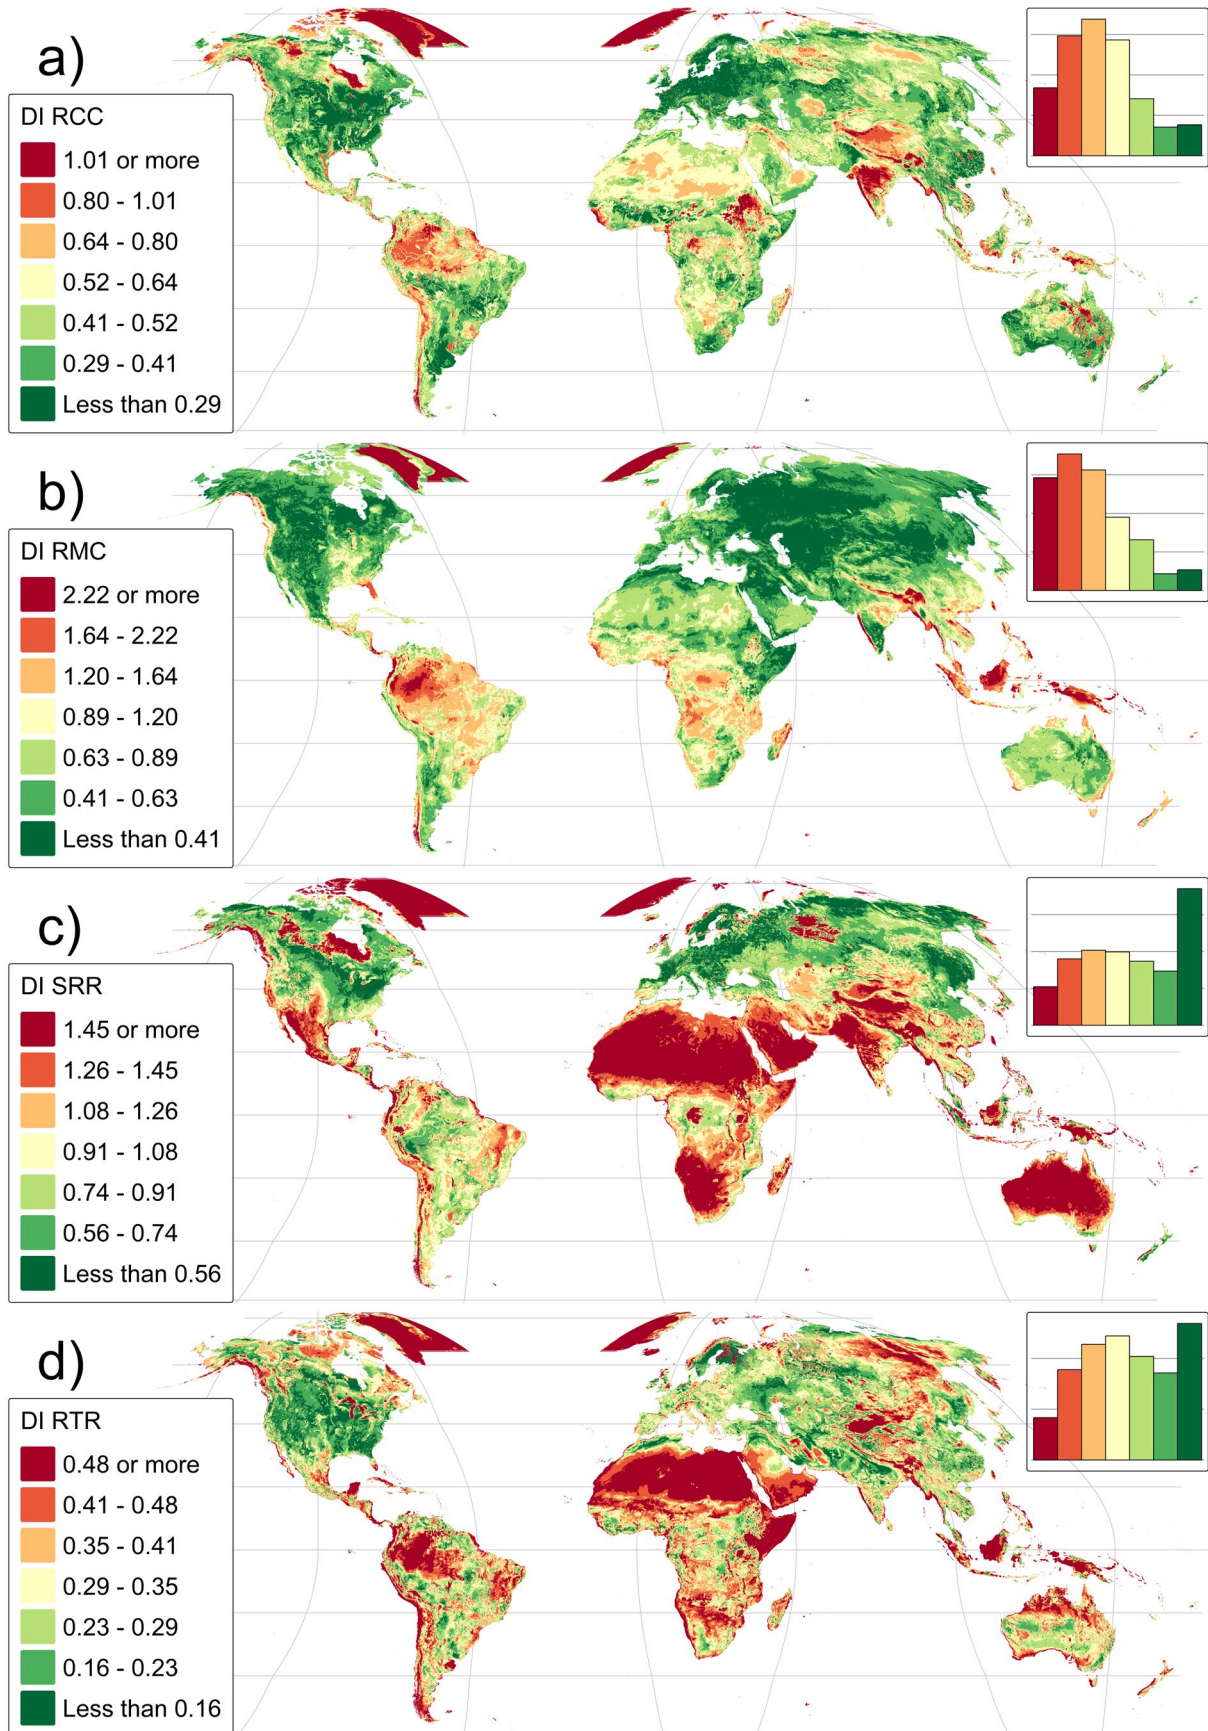 a)
DI RCC
1.01 or more
0.80 - 1.01
0.64 - 0.80
0.52 - 0.64
0.41 - 0.52
0.29 - 0.41
Less than 0.29
b)
DI RMC
2.22 or more
1.64 - 2.22
1.20 - 1.64
0.89 - 1.20
0.63 - 0.89
0.41 - 0.63
Less than 0.41
c)
DI SRR
1.45 or more
1.26 - 1.45
1.08 - 1.26
0.91 - 1.08
0.74 - 0.91
0.56 - 0.74
Less than 0.56
d)
DI RTR
0.48 or more
0.41 - 0.48
0.35 - 0.41
0.29 - 0.35
0.23 - 0.29
0.16 - 0.23
Less than 0.16